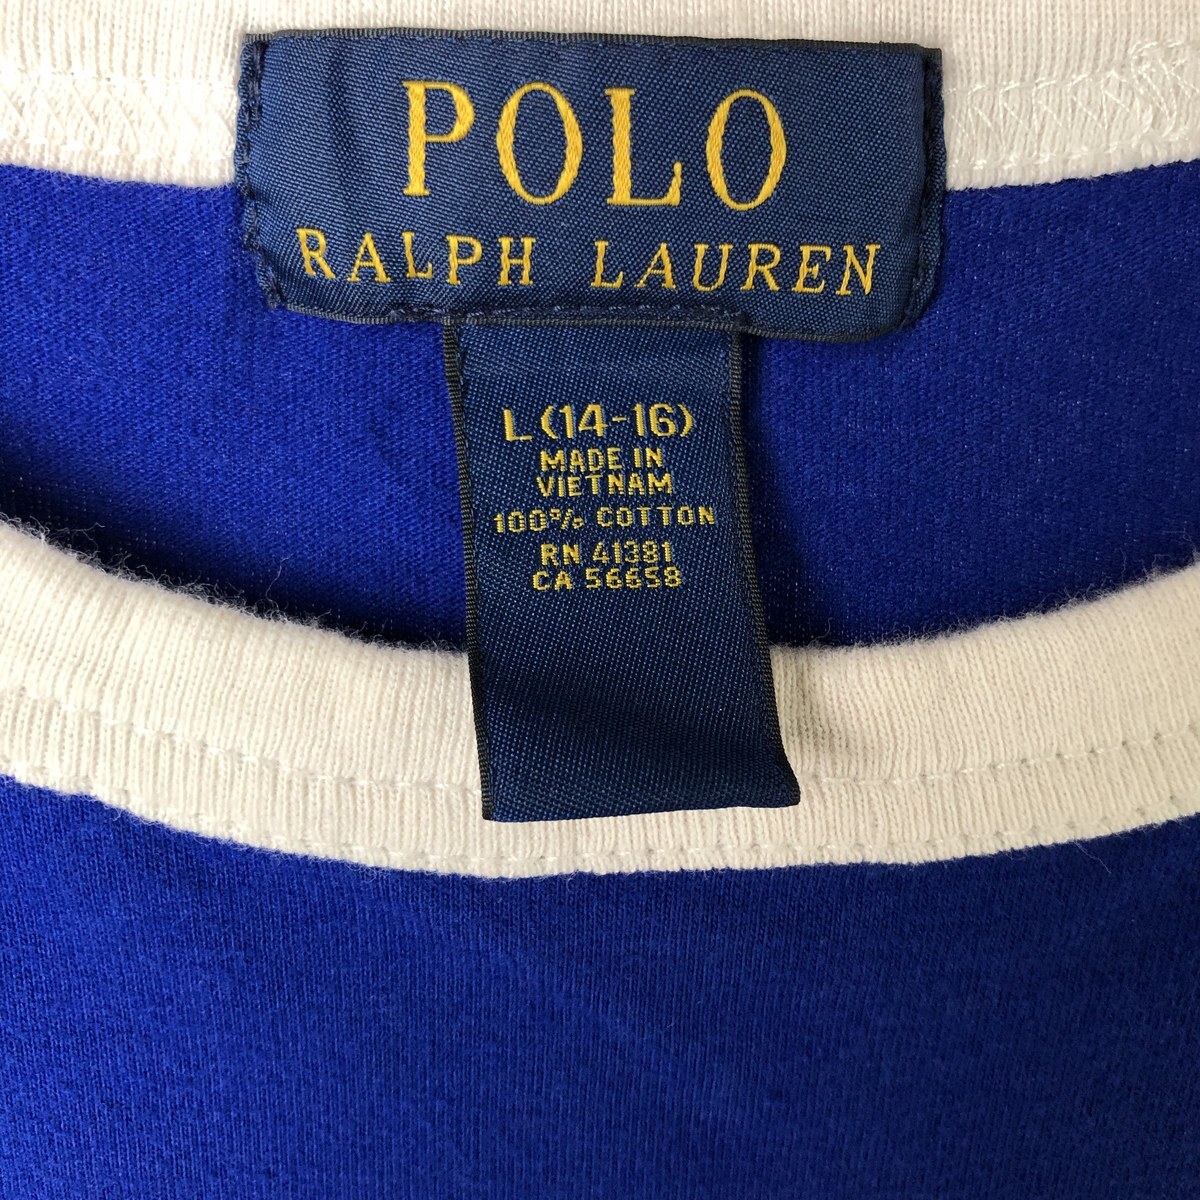 POLO
RALPH LAUREN
L (14-16)
MADE IN
VIETNAM
100% COTTON
RN 41381
CA 56658